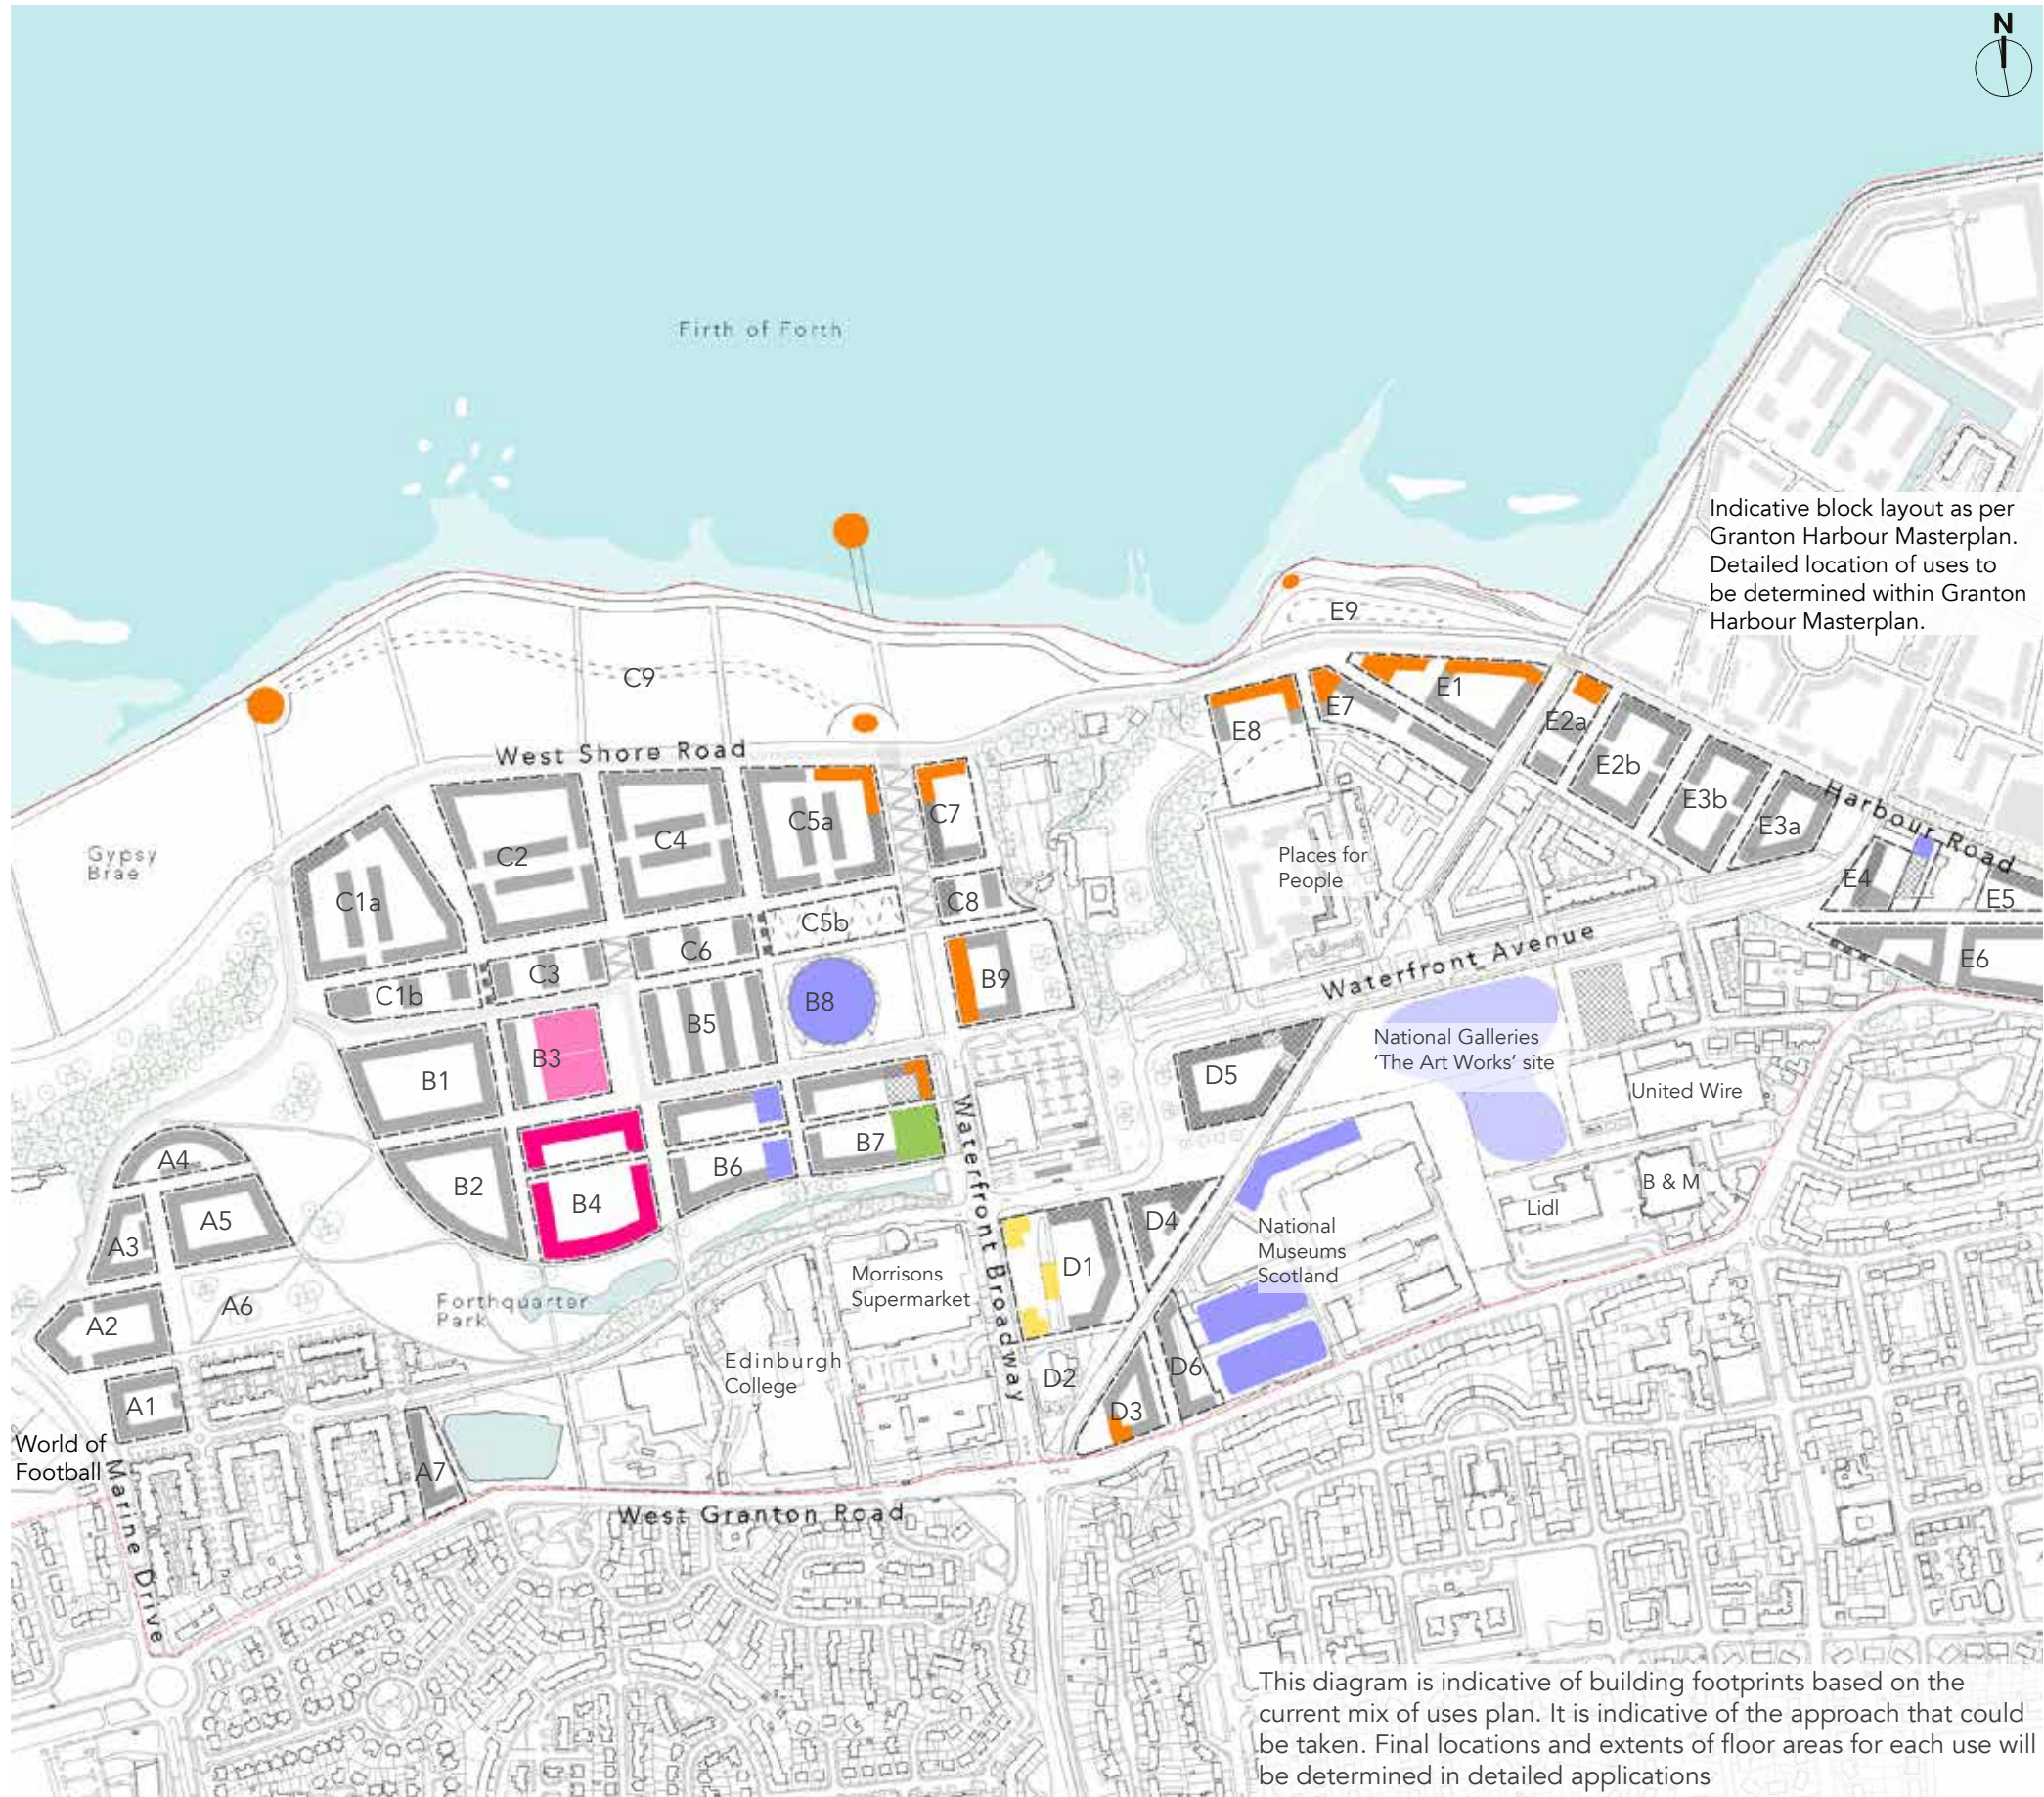 N
Firth of Forth
Indicative block layout as per
Granton Harbour Masterplan.
Detailed location of uses to
be determined within Granton
Harbour Masterplan.
E9
C9
E1
E7
E8
E2a
E2b
E3b
E3a
Harbour Road
West Shore Road
C5a
C7
C4
C2
C1a
Gypsy
Brae
Places for
People
E4
E5
E6
C8
C5b
C6
C3
C1b
B9
B8
B5
B3
B1
Waterfront Avenue
National Galleries
‘The Art Works’ site
United Wire
D5
B7
B6
B4
B2
A4
A5
A3
A6
A2
A1
A7
B & M
Lidl
D4
National
Museums
Scotland
D1
Waterfront Broadway
Morrisons
Supermarket
Forthquarter
Park
Edinburgh
College
D2
D6
D3
World of
Football
Marine Drive
West Granton Road
This diagram is indicative of building footprints based on the
current mix of uses plan. It is indicative of the approach that could
be taken. Final locations and extents of floor areas for each use will
be determined in detailed applications